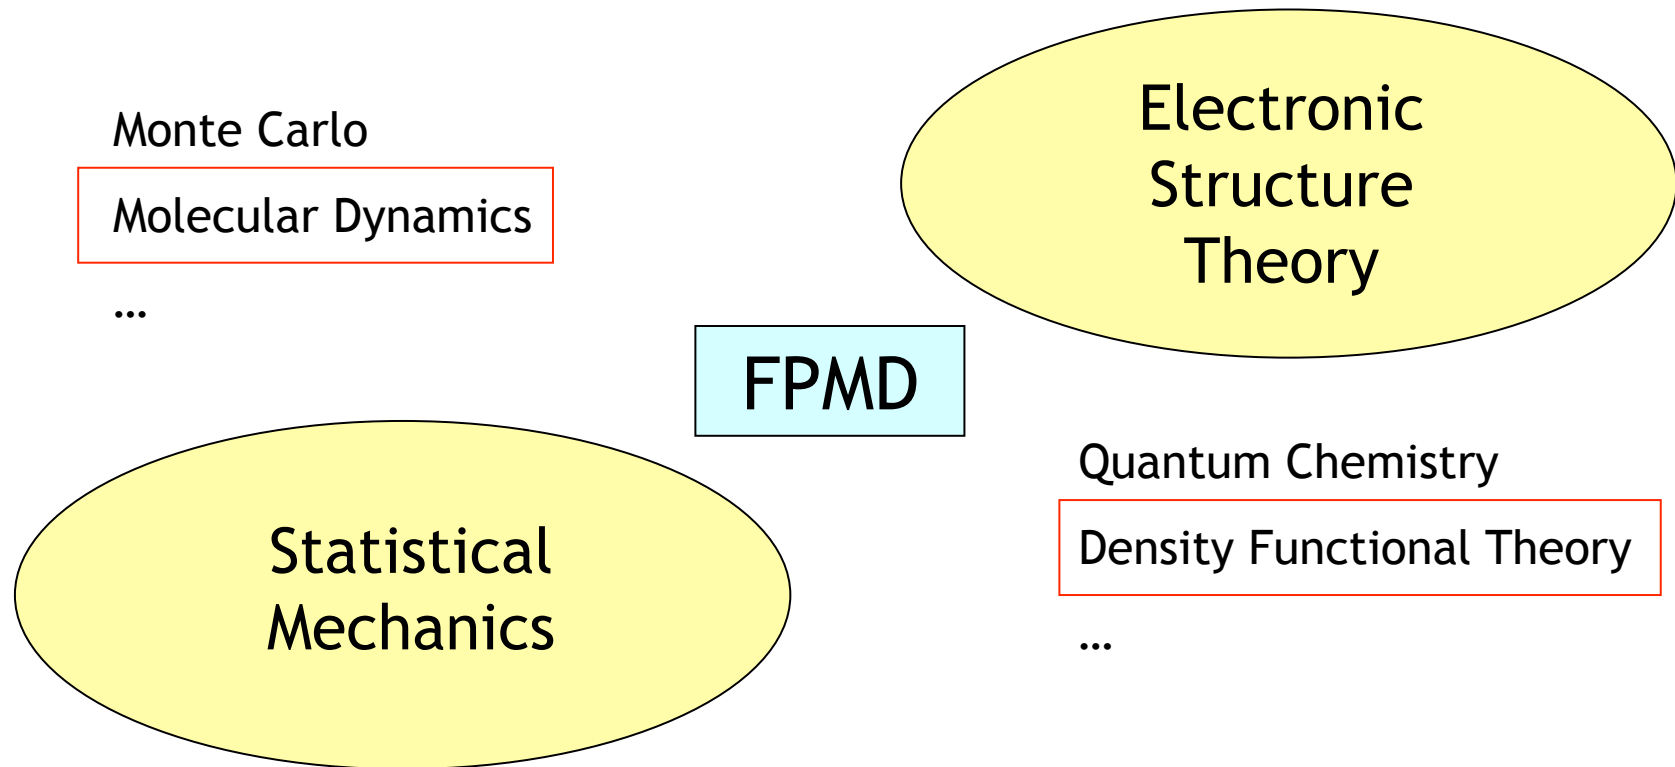 Monte Carlo
Molecular Dynamics
…
Electronic
Structure
Theory
FPMD
Statistical
Mechanics
Quantum Chemistry
Density Functional Theory
…